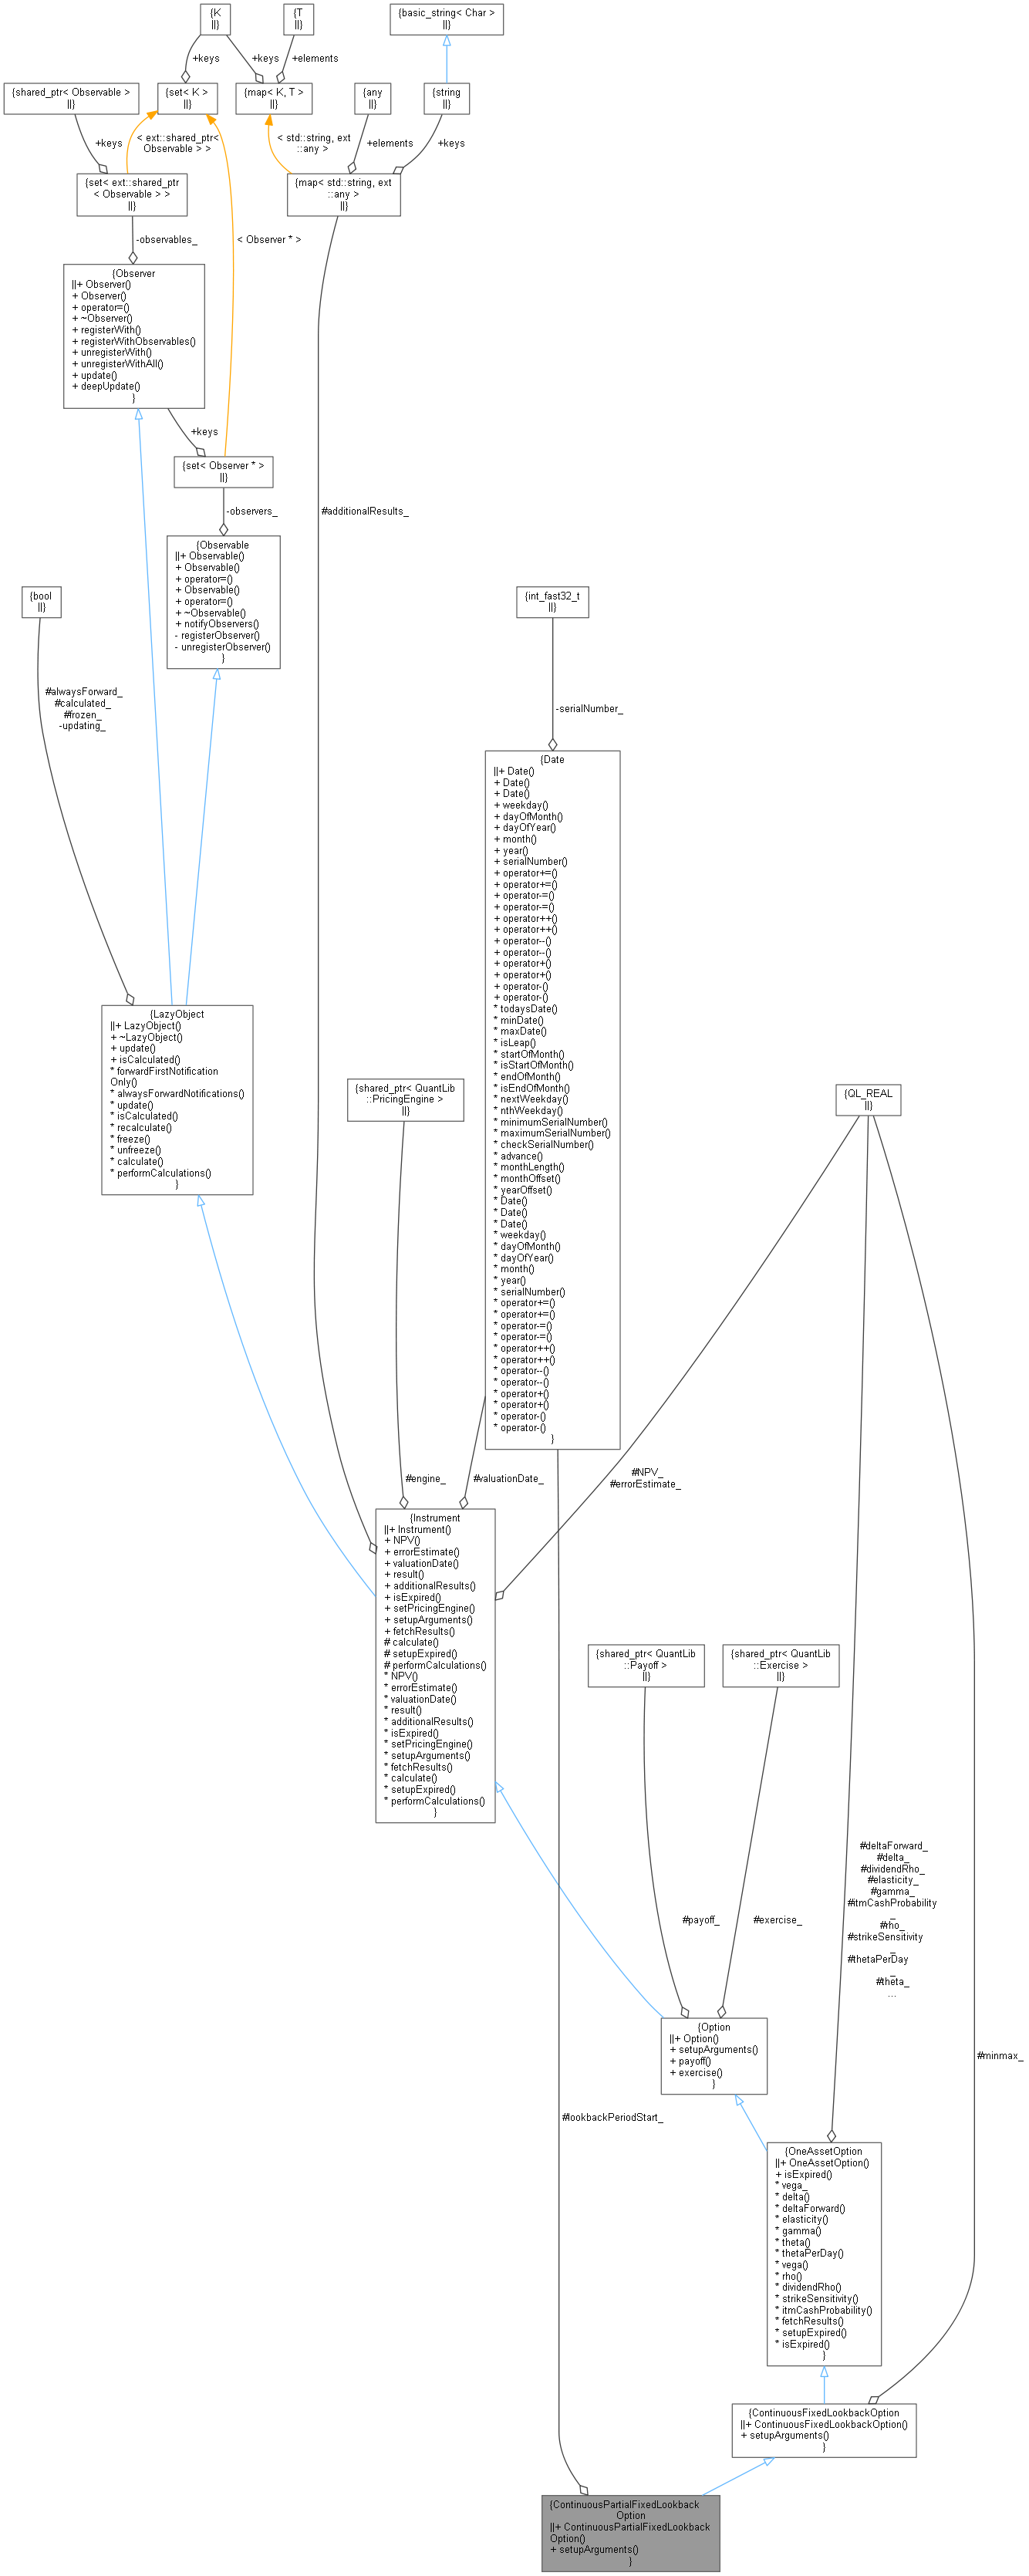 {K
||}
{T
||}
{basic_string< Char >
||}
+keys
+keys
+elements
{shared_ptr< Observable >
||}
{set< K >
||}
{map< K, T >
||}
{any
||}
{string
||}
+keys
< ext::shared_ptr<
Observable > >
< std::string, ext
::any >
+elements
+keys
{set< ext::shared_ptr
< Observable > >
||}
{map< std::string, ext
::any >
||}
-observables_
< Observer * >
{Observer
||+ Observer()
+ Observer()
+ operator=()
+ ~Observer()
+ registerWith()
+ registerWithObservables()
+ unregisterWith()
+ unregisterWithAll()
+ update()
+ deepUpdate()
}
+keys
{set< Observer * >
||}
-observers_
#additionalResults_
{Observable
||+ Observable()
+ Observable()
+ operator=()
+ Observable()
+ operator=()
+ ~Observable()
+ notifyObservers()
- registerObserver()
- unregisterObserver()
}
{bool
||}
{int_fast32_t
||}
#alwaysForward_
#calculated_
#frozen_
-updating_
-serialNumber_
{Date
||+ Date()
+ Date()
+ Date()
+ weekday()
+ dayOfMonth()
+ dayOfYear()
+ month()
+ year()
+ serialNumber()
+ operator+=()
+ operator+=()
+ operator-=()
+ operator-=()
+ operator++()
+ operator++()
+ operator--()
+ operator--()
+ operator+()
+ operator+()
+ operator-()
+ operator-()
* todaysDate()
* minDate()
* maxDate()
* isLeap()
* startOfMonth()
* isStartOfMonth()
* endOfMonth()
* isEndOfMonth()
* nextWeekday()
* nthWeekday()
* minimumSerialNumber()
* maximumSerialNumber()
* checkSerialNumber()
* advance()
* monthLength()
* monthOffset()
* yearOffset()
* Date()
* Date()
* Date()
* weekday()
* dayOfMonth()
* dayOfYear()
* month()
* year()
* serialNumber()
* operator+=()
* operator+=()
* operator-=()
* operator-=()
* operator++()
* operator++()
* operator--()
* operator--()
* operator+()
* operator+()
* operator-()
* operator-()
}
{LazyObject
||+ LazyObject()
+ ~LazyObject()
+ update()
+ isCalculated()
* forwardFirstNotification
Only()
* alwaysForwardNotifications()
* update()
* isCalculated()
* recalculate()
* freeze()
* unfreeze()
* calculate()
* performCalculations()
}
{shared_ptr< QuantLib
::PricingEngine >
||}
{QL_REAL
||}
#engine_
#valuationDate_
#NPV_
#errorEstimate_
{Instrument
||+ Instrument()
+ NPV()
+ errorEstimate()
+ valuationDate()
+ result()
+ additionalResults()
+ isExpired()
+ setPricingEngine()
+ setupArguments()
+ fetchResults()
# calculate()
# setupExpired()
# performCalculations()
* NPV()
* errorEstimate()
* valuationDate()
* result()
* additionalResults()
* isExpired()
* setPricingEngine()
* setupArguments()
* fetchResults()
* calculate()
* setupExpired()
* performCalculations()
}
{shared_ptr< QuantLib
::Payoff >
||}
{shared_ptr< QuantLib
::Exercise >
||}
#payoff_
#exercise_
#deltaForward_
#delta_
#dividendRho_
#elasticity_
#gamma_
#itmCashProbability
_
#rho_
#strikeSensitivity
_
#thetaPerDay
_
#theta_
...
{Option
||+ Option()
+ setupArguments()
+ payoff()
+ exercise()
}
#minmax_
#lookbackPeriodStart_
{OneAssetOption
||+ OneAssetOption()
+ isExpired()
* vega_
* delta()
* deltaForward()
* elasticity()
* gamma()
* theta()
* thetaPerDay()
* vega()
* rho()
* dividendRho()
* strikeSensitivity()
* itmCashProbability()
* fetchResults()
* setupExpired()
* isExpired()
}
{ContinuousFixedLookbackOption
||+ ContinuousFixedLookbackOption()
+ setupArguments()
}
{ContinuousPartialFixedLookback
Option
||+ ContinuousPartialFixedLookback
Option()
+ setupArguments()
}